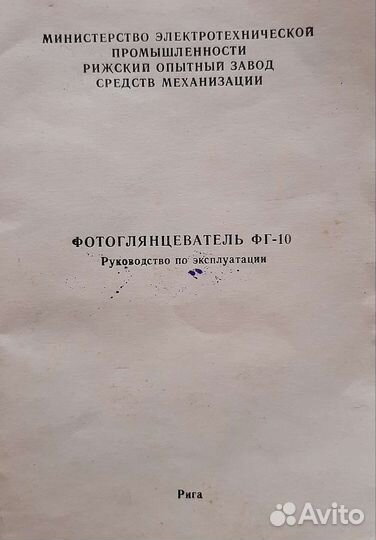 МИНИСТЕРСТВО ЭЛЕКТРОТЕХНИЧЕСКОЙ
ПРОМЫШЛЕННОСТИ
РИЖСКИЙ ОПЫТНЫЙ ЗАВОД
СРЕДСТВ МЕХАНИЗАЦИИ
ФОТОГЛЯНЦЕВАТЕЛЬ ФГ-10
Руководство по эксплуатации
Рига
Avito